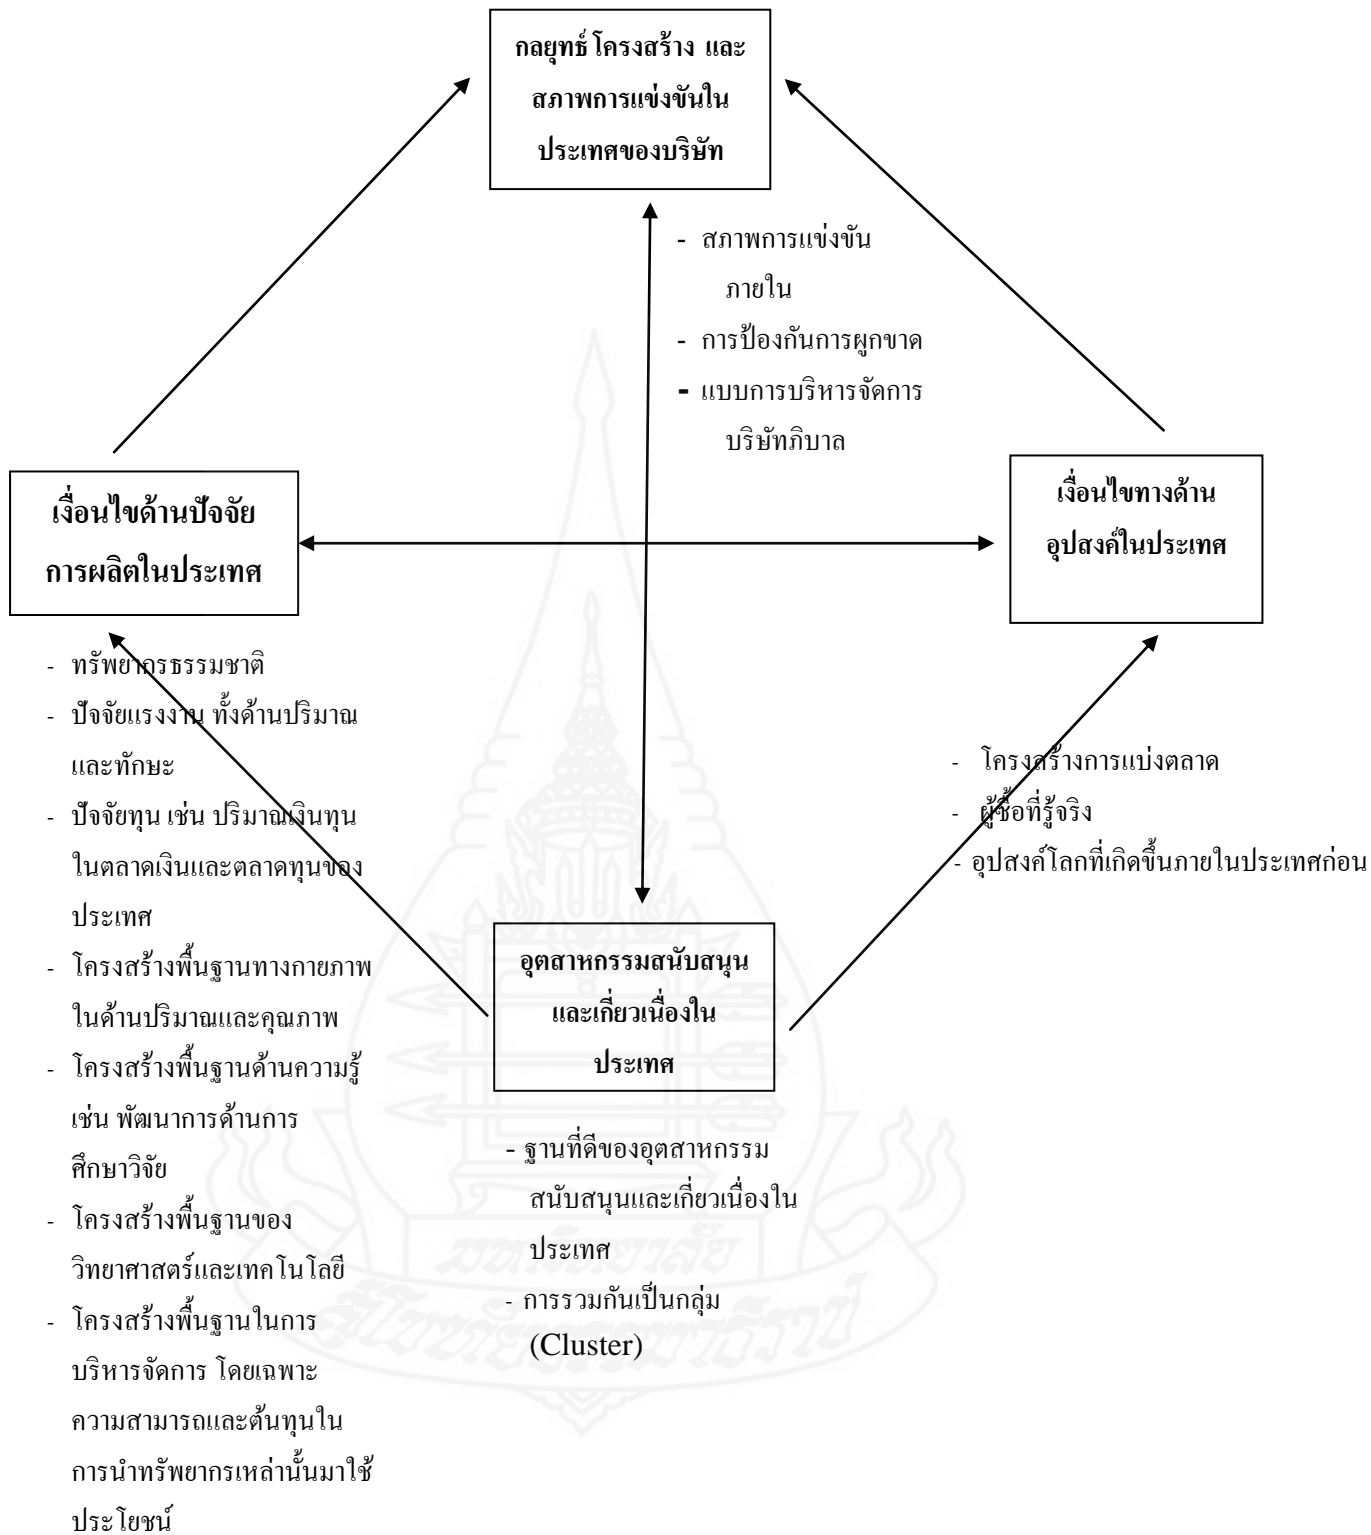 กลยุทธ์ โครงสร้าง และ
สภาพการแข่งขันใน
ประเทศของบริษัท
- สภาพการแข่งขัน
ภายใน
- การป้องกันการผูกขาด
- แบบการบริหารจัดการ
บริษัทภิบาล
เงื่อนไขด้านปัจจัย
การผลิตในประเทศ
เงื่อนไขทางด้าน
อุปสงค์ในประเทศ
- ทรัพยากรธรรมชาติ
- ปัจจัยแรงงาน ทั้งด้านปริมาณ
และทักษะ
- ปัจจัยทุน เช่น ปริมาณเงินทุน
ในตลาดเงินและตลาดทุนของ
ประเทศ
- โครงสร้างพื้นฐานทางกายภาพ
ในด้านปริมาณและคุณภาพ
- โครงสร้างพื้นฐานด้านความรู้
เช่น พัฒนาการด้านการ
ศึกษาวิจัย
- โครงสร้างพื้นฐานของ
วิทยาศาสตร์และเทคโนโลยี
- โครงสร้างพื้นฐานในการ
บริหารจัดการ โดยเฉพาะ
ความสามารถและต้นทุนใน
การนำทรัพยากรเหล่านั้นมาใช้
ประโยชน์
- โครงสร้างการแบ่งตลาด
- ผู้ซื้อที่รู้จริง
- อุปสงค์โลกที่เกิดขึ้นภายในประเทศก่อน
อุตสาหกรรมสนับสนุน
และเกี่ยวเนื่องใน
ประเทศ
- ฐานที่ดีของอุตสาหกรรม
สนับสนุนและเกี่ยวเนื่องใน
ประเทศ
- การรวมกันเป็นกลุ่ม
(Cluster)
มหาวิทยาลัย
สุโขทัยธรรมาธิราช